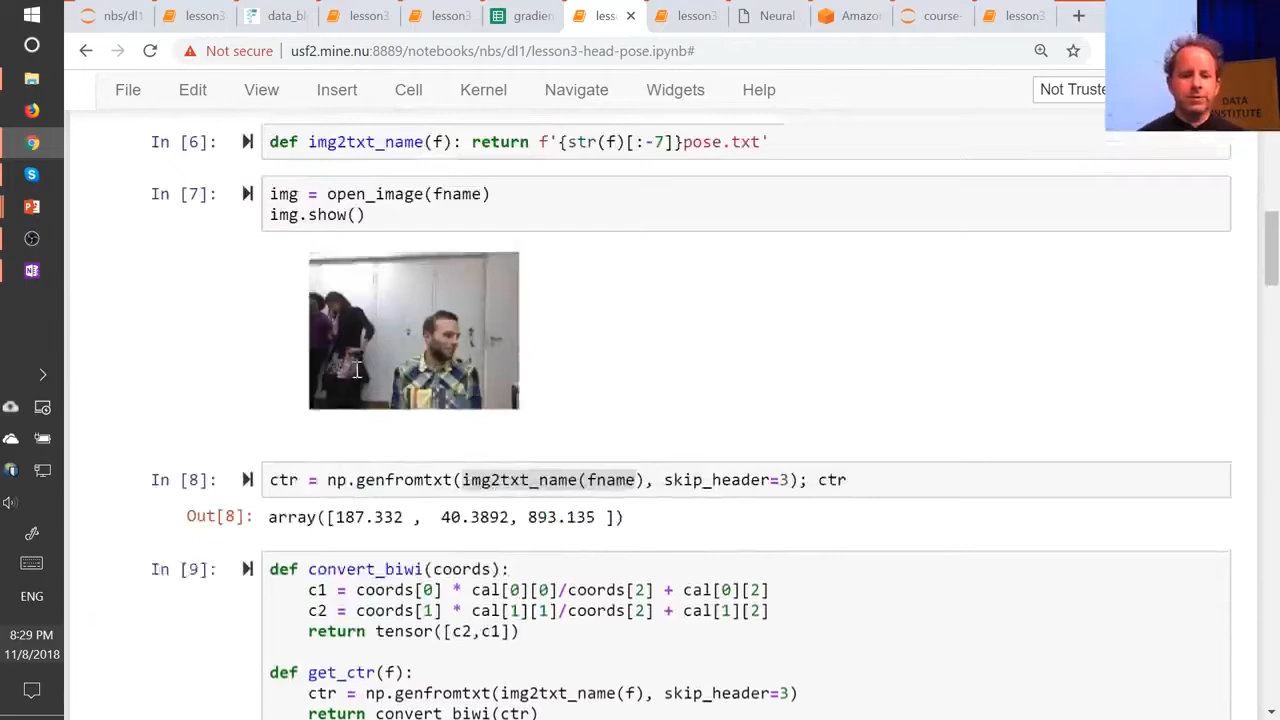 nbs/dl1
lesson3
data_bl
lesson3
lesson3
gradien
less
lesson3
Neural
Amazo
course-
lesson3
Not secure
usf2.mine.nu:8889/notebooks/nbs/dl1/lesson3-head-pose.ipynb#
File Edit View Insert Cell Kernel Navigate Widgets Help
Not Truste
DATA
INSTITUTE
In [6]: def img2txt_name(f): return f'{str(f)[:-7]}pose.txt'
In [7]: img = open_image(fname)
img.show()
In [8]: ctr = np.genfromtxt(img2txt_name(fname), skip_header=3); ctr
Out[8]: array([187.332 ,  40.3892, 893.135 ])
In [9]: def convert_biwi(coords):
c1 = coords[0] * cal[0][0]/coords[2] + cal[0][2]
c2 = coords[1] * cal[1][1]/coords[2] + cal[1][2]
return tensor([c2,c1])
def get_ctr(f):
ctr = np.genfromtxt(img2txt_name(f), skip_header=3)
return convert_biwi(ctr)
ENG
8:29 PM
11/8/2018